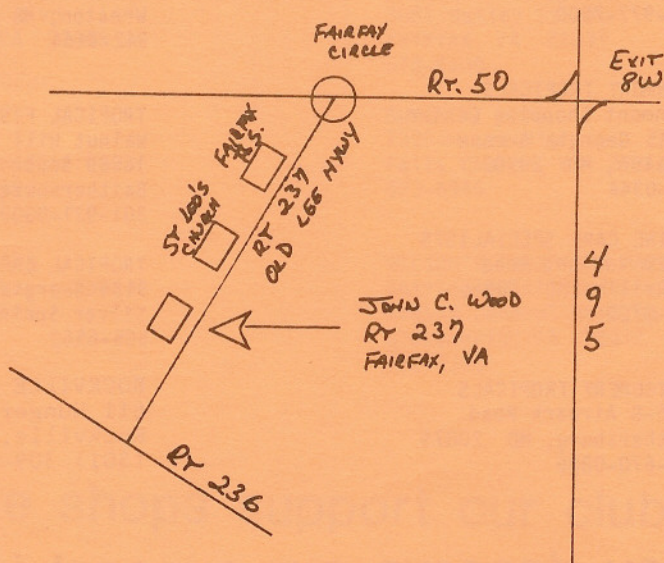 FAIRFAX
CIRCLE
RT. 50
EXIT
8W
FAIRFAX
H.S.
ST LEO'S
CHURCH
RT 237
OLD LEE HYWY
4
9
5
JOHN C. WOOD
RT 237
FAIRFAX, VA
RT 236